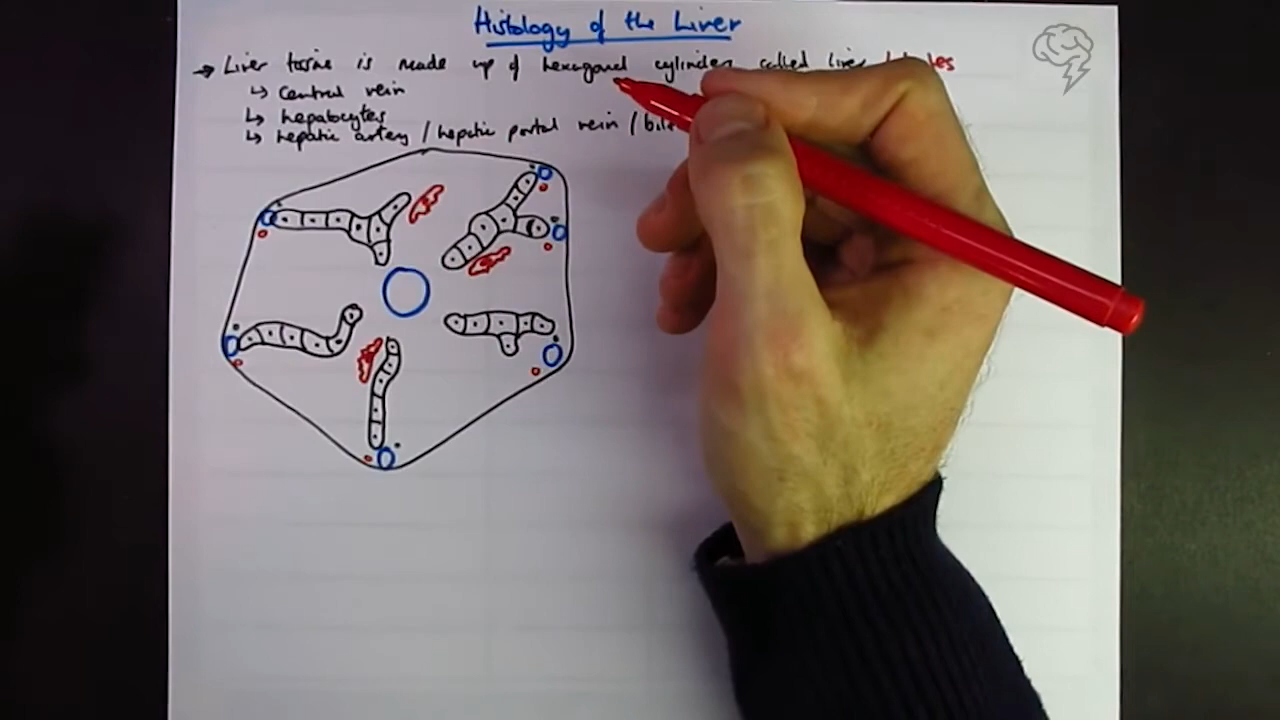 Histology of the Liver
→ Liver tissue is made up of hexagonal cylinders called liver
↳ Central vein
↳ hepatocytes
↳ hepatic artery / hepatic portal vein /